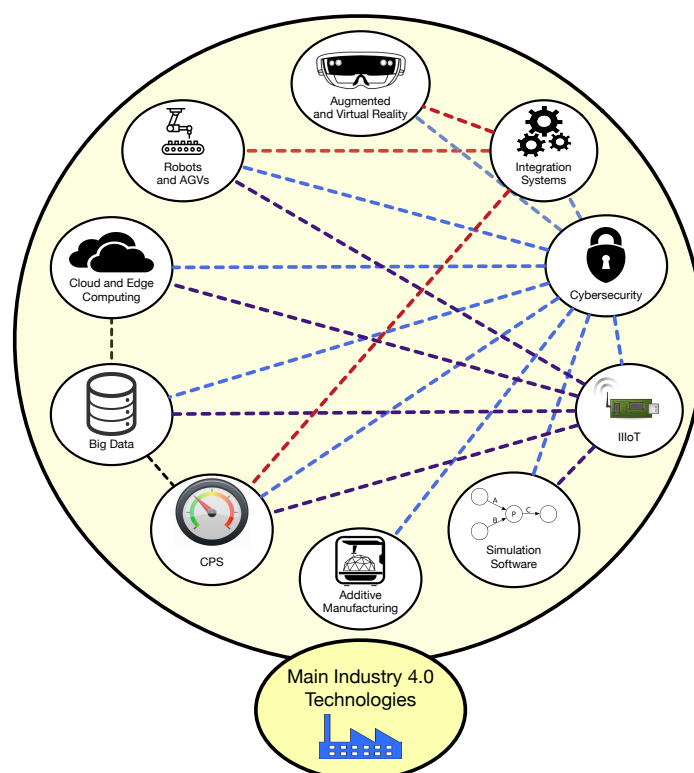 Augmented
and Virtual Reality
Robots
and AGVs
Integration
Systems
Cloud and Edge
Computing
Cybersecurity
Big Data
IIIoT
CPS
A
P
C
B
Simulation
Software
Additive
Manufacturing
Main Industry 4.0
Technologies